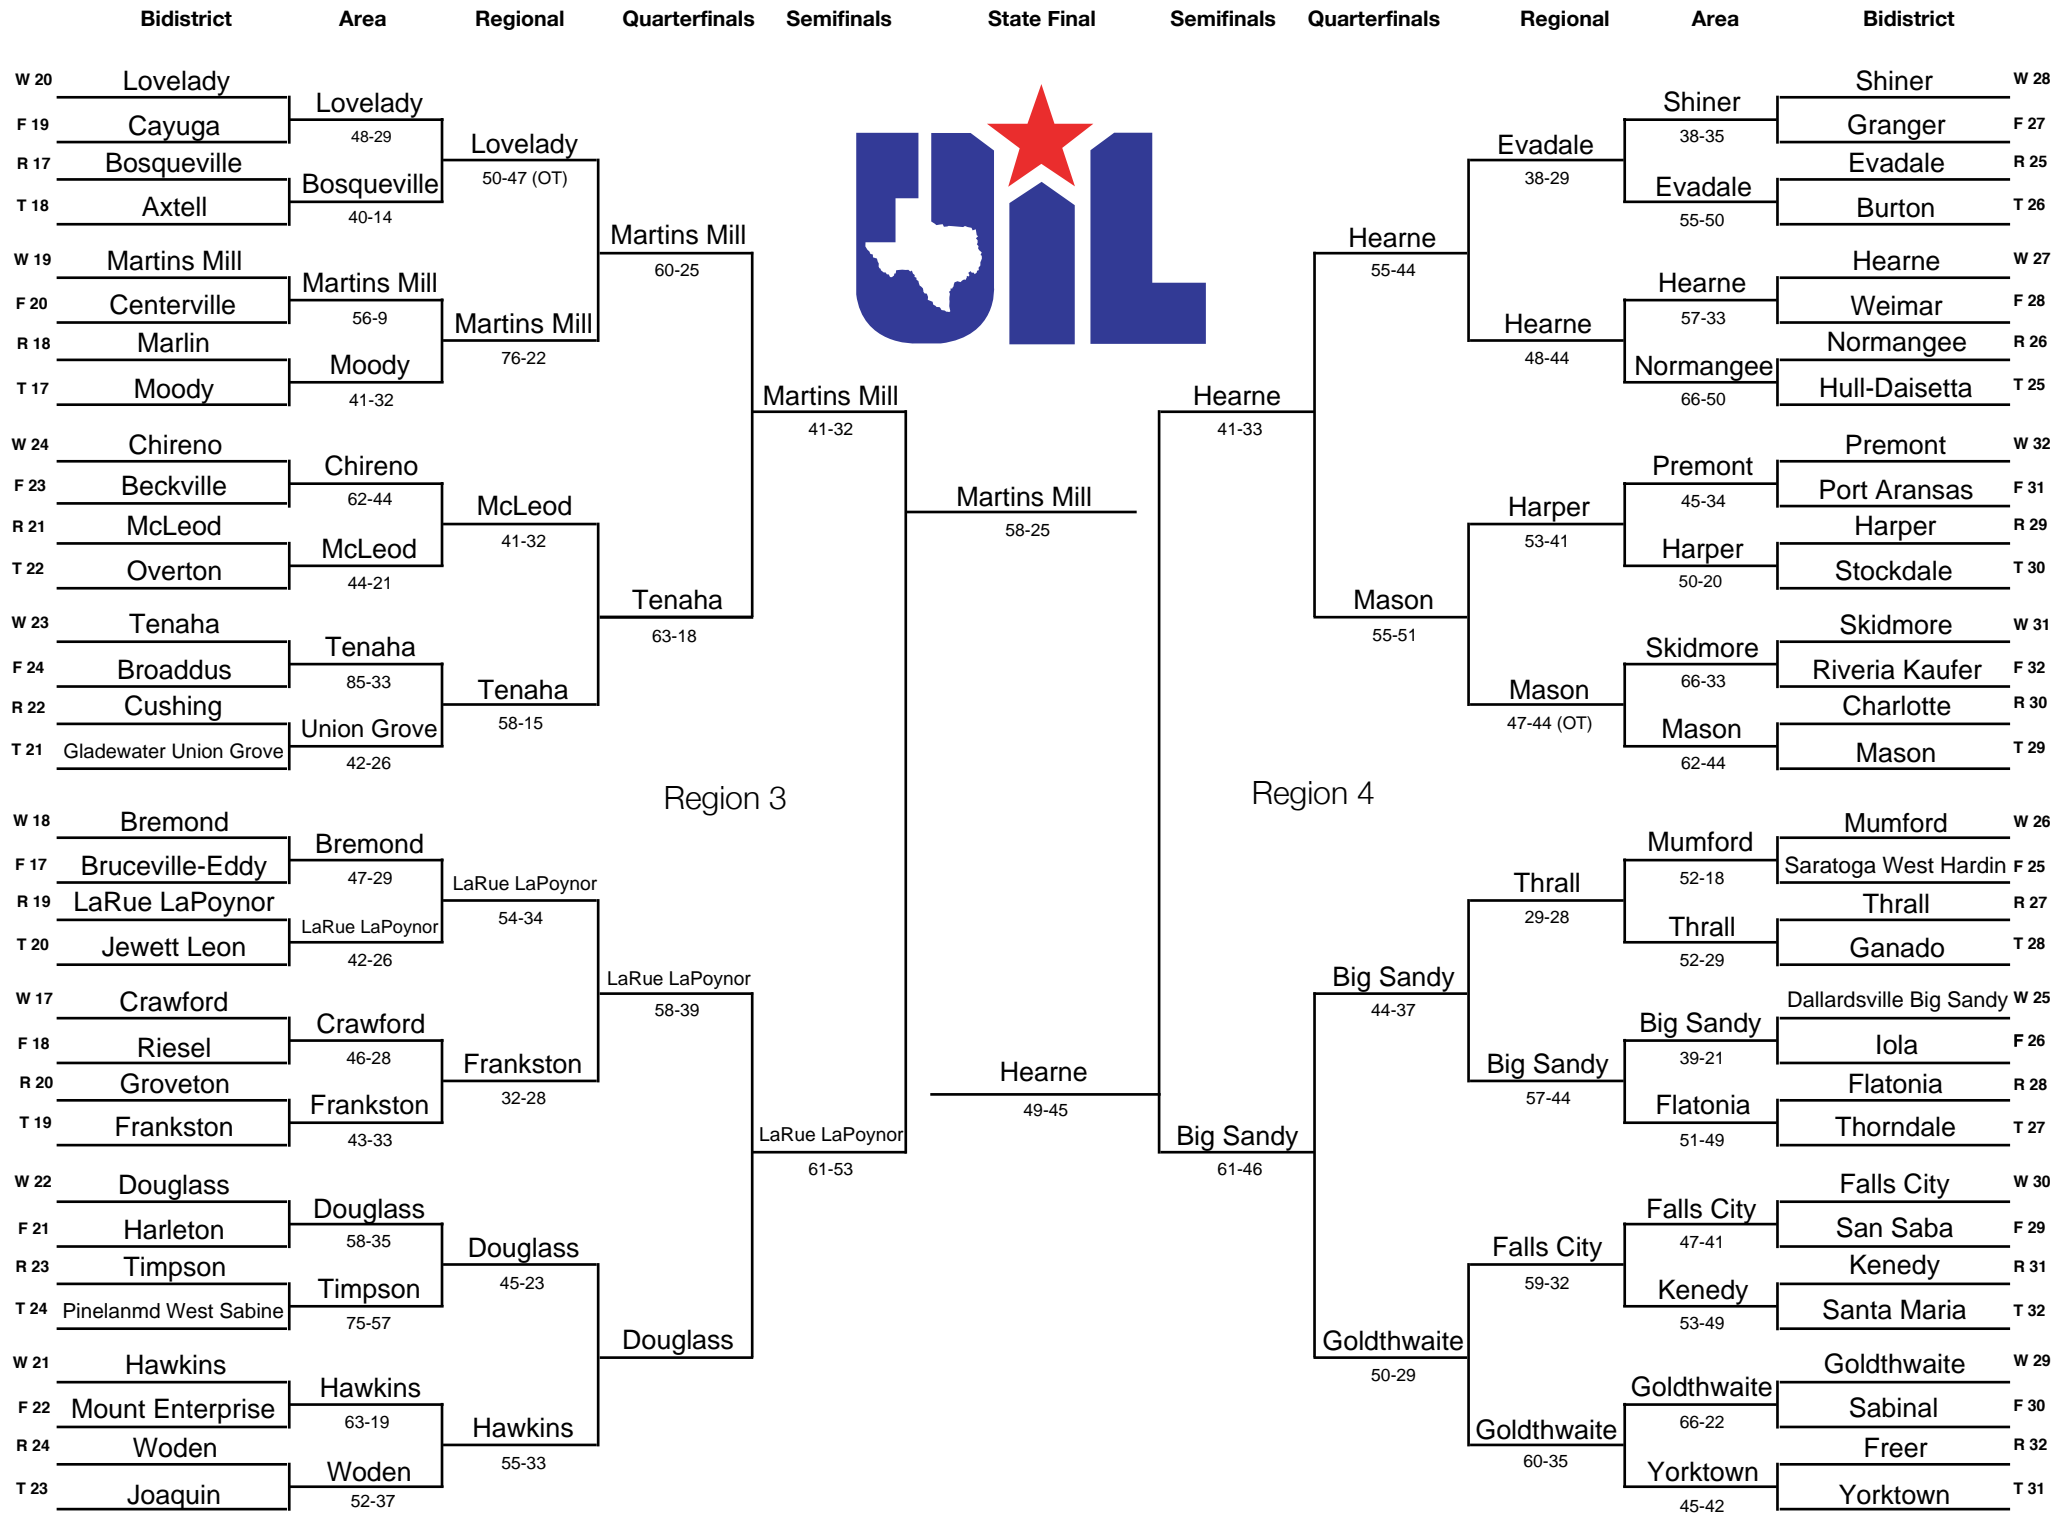 Bidistrict Area Regional Quarterfinals Semifinals State Final Semifinals Quarterfinals Regional Area Bidistrict
W 20 Lovelady
F 19 Cayuga
R 17 Bosqueville
T 18 Axtell
W 19 Martins Mill
F 20 Centerville
R 18 Marlin
T 17 Moody
W 24 Chireno
F 23 Beckville
R 21 McLeod
T 22 Overton
W 23 Tenaha
F 24 Broaddus
R 22 Cushing
T 21 Gladewater Union Grove
W 18 Bremond
F 17 Bruceville-Eddy
R 19 LaRue LaPoynor
T 20 Jewett Leon
W 17 Crawford
F 18 Riesel
R 20 Groveton
T 19 Frankston
W 22 Douglass
F 21 Harleton
R 23 Timpson
T 24 Pinelanmd West Sabine
W 21 Hawkins
F 22 Mount Enterprise
R 24 Woden
T 23 Joaquin
Lovelady
48-29
Bosqueville
40-14
Martins Mill
56-9
Moody
41-32
Chireno
62-44
McLeod
44-21
Tenaha
85-33
Union Grove
42-26
Bremond
47-29
LaRue LaPoynor
42-26
Crawford
46-28
Frankston
43-33
Douglass
58-35
Timpson
75-57
Hawkins
63-19
Woden
52-37
Lovelady
50-47 (OT)
Martins Mill
76-22
McLeod
41-32
Tenaha
58-15
LaRue LaPoynor
54-34
Frankston
32-28
Douglass
45-23
Hawkins
55-33
Martins Mill
60-25
Tenaha
63-18
LaRue LaPoynor
58-39
Douglass
Region 3
Martins Mill
41-32
LaRue LaPoynor
61-53
UIL
Martins Mill
58-25
Hearne
49-45
Hearne
41-33
Big Sandy
61-46
Region 4
Hearne
55-44
Mason
55-51
Big Sandy
44-37
Goldthwaite
50-29
Evadale
38-29
Hearne
48-44
Harper
53-41
Mason
47-44 (OT)
Thrall
29-28
Big Sandy
57-44
Falls City
59-32
Goldthwaite
60-35
Shiner
38-35
Evadale
55-50
Hearne
57-33
Normangee
66-50
Premont
45-34
Harper
50-20
Skidmore
66-33
Mason
62-44
Mumford
52-18
Thrall
52-29
Big Sandy
39-21
Flatonia
51-49
Falls City
47-41
Kenedy
53-49
Goldthwaite
66-22
Yorktown
45-42
Shiner W 28
Granger F 27
Evadale R 25
Burton T 26
Hearne W 27
Weimar F 28
Normangee R 26
Hull-Daisetta T 25
Premont W 32
Port Aransas F 31
Harper R 29
Stockdale T 30
Skidmore W 31
Riveria Kaufer F 32
Charlotte R 30
Mason T 29
Mumford W 26
Saratoga West Hardin F 25
Thrall R 27
Ganado T 28
Dallardsville Big Sandy W 25
Iola F 26
Flatonia R 28
Thorndale T 27
Falls City W 30
San Saba F 29
Kenedy R 31
Santa Maria T 32
Goldthwaite W 29
Sabinal F 30
Freer R 32
Yorktown T 31